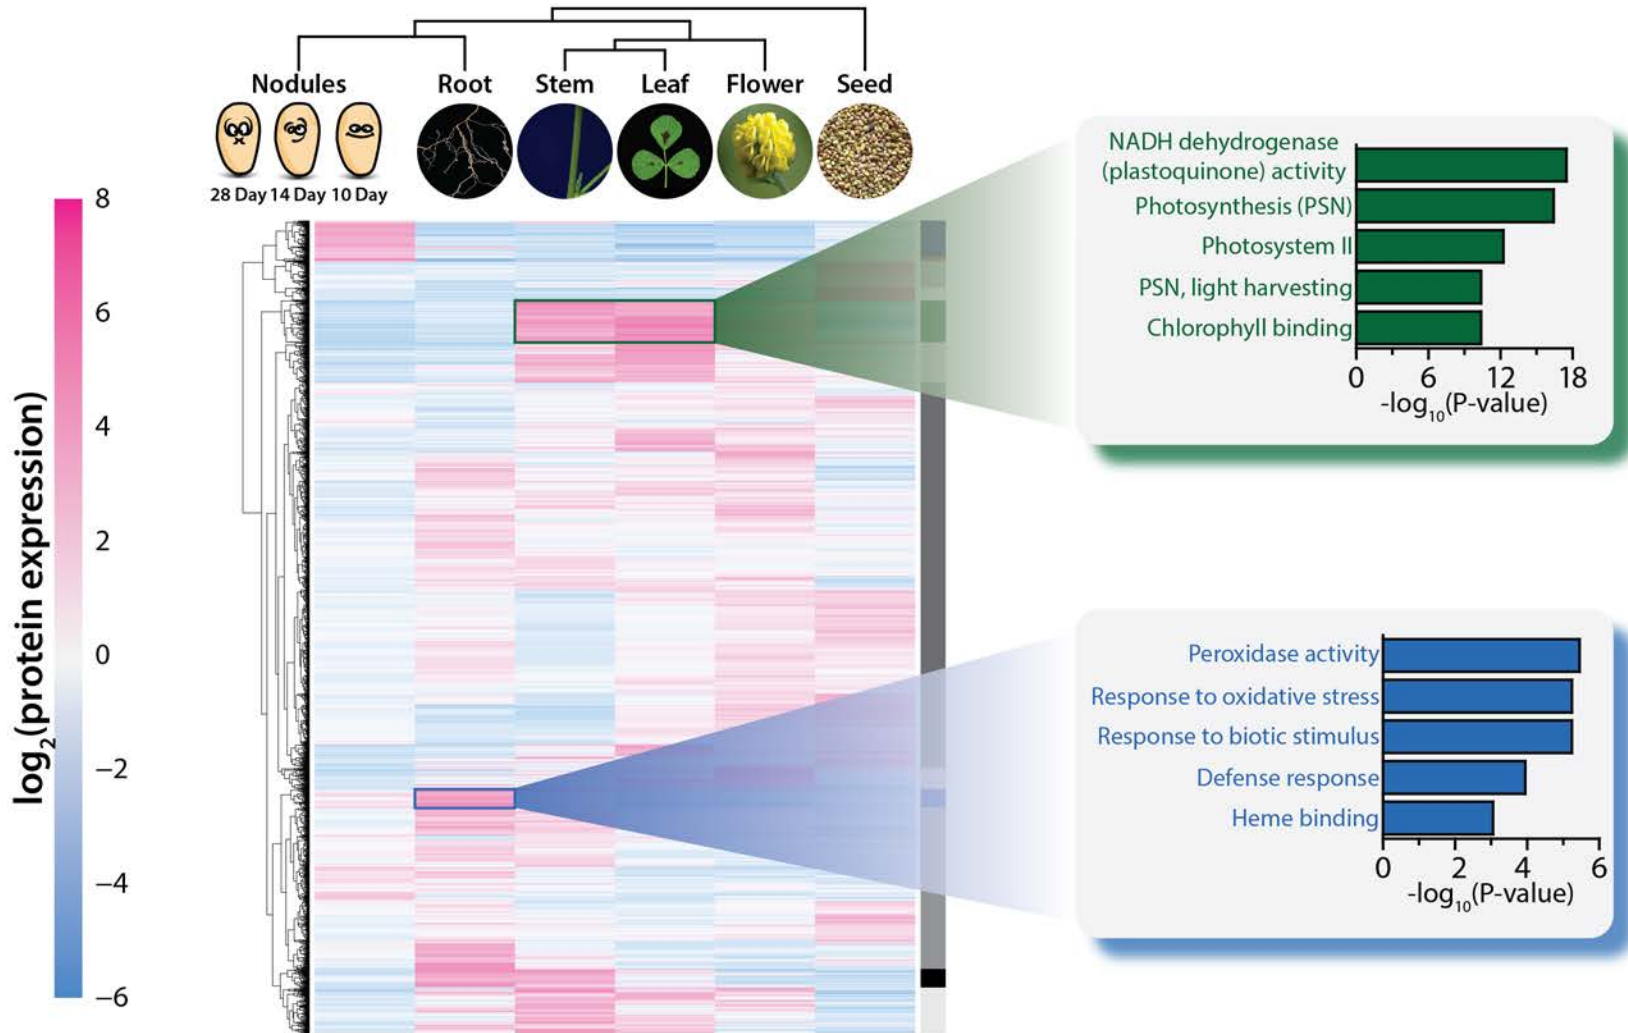 Nodules Root Stem Leaf Flower Seed
28 Day 14 Day 10 Day
log2(protein expression)
8
6
4
2
0
−2
−4
−6
NADH dehydrogenase
(plastoquinone) activity
Photosynthesis (PSN)
Photosystem II
PSN, light harvesting
Chlorophyll binding
0 6 12 18
-log10(P-value)
Peroxidase activity
Response to oxidative stress
Response to biotic stimulus
Defense response
Heme binding
0 2 4 6
-log10(P-value)